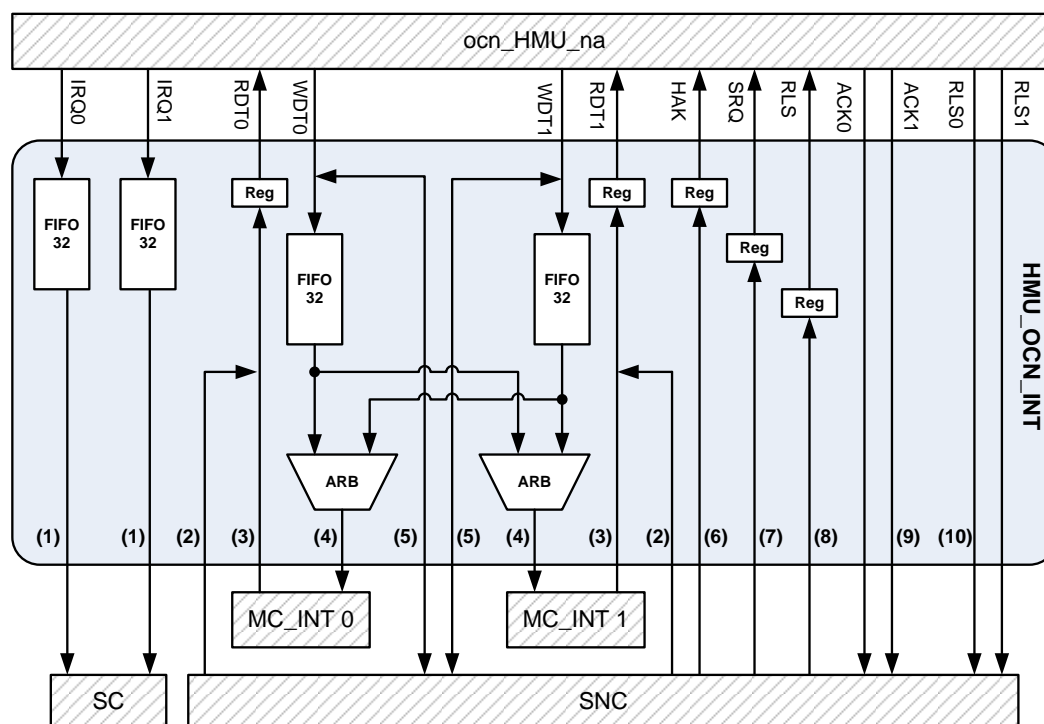 ocn_HMU_na
IRQ0
IRQ1
RDT0
WDT0
WDT1
RDT1
HAK
SRQ
RLS
ACK0
ACK1
RLS0
RLS1
FIFO
32
FIFO
32
Reg
FIFO
32
FIFO
32
Reg
Reg
Reg
Reg
HMU_OCN_INT
ARB
ARB
(1)
(1)
(2)
(3)
(4)
(5)
(5)
(4)
(3)
(2)
(6)
(7)
(8)
(9)
(10)
MC_INT 0
MC_INT 1
SC
SNC